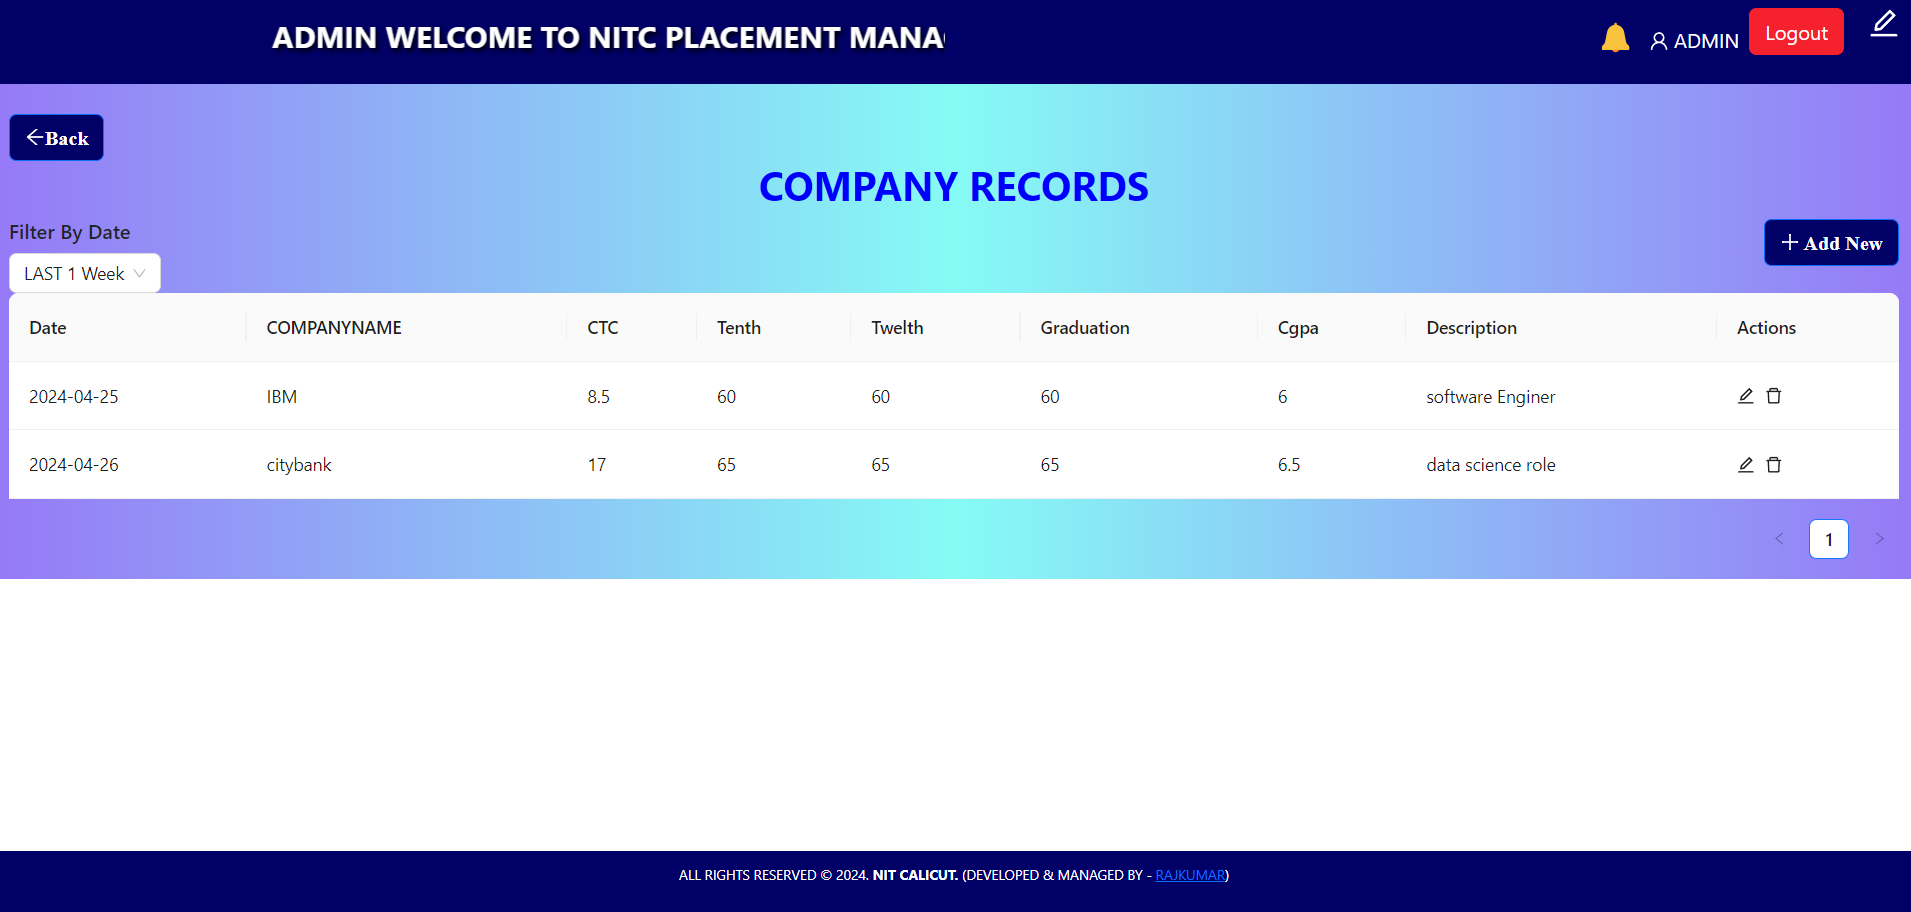 ADMIN WELCOME TO NITC PLACEMENT MANA
ADMIN
Logout
Back
COMPANY RECORDS
Filter By Date
LAST 1 Week
Add New
Date COMPANYNAME CTC Tenth Twelth Graduation Cgpa Description Actions
2024-04-25 IBM 8.5 60 60 60 6 software Enginer
2024-04-26 citybank 17 65 65 65 6.5 data science role
1
ALL RIGHTS RESERVED © 2024. NIT CALICUT. (DEVELOPED & MANAGED BY - RAJKUMAR)